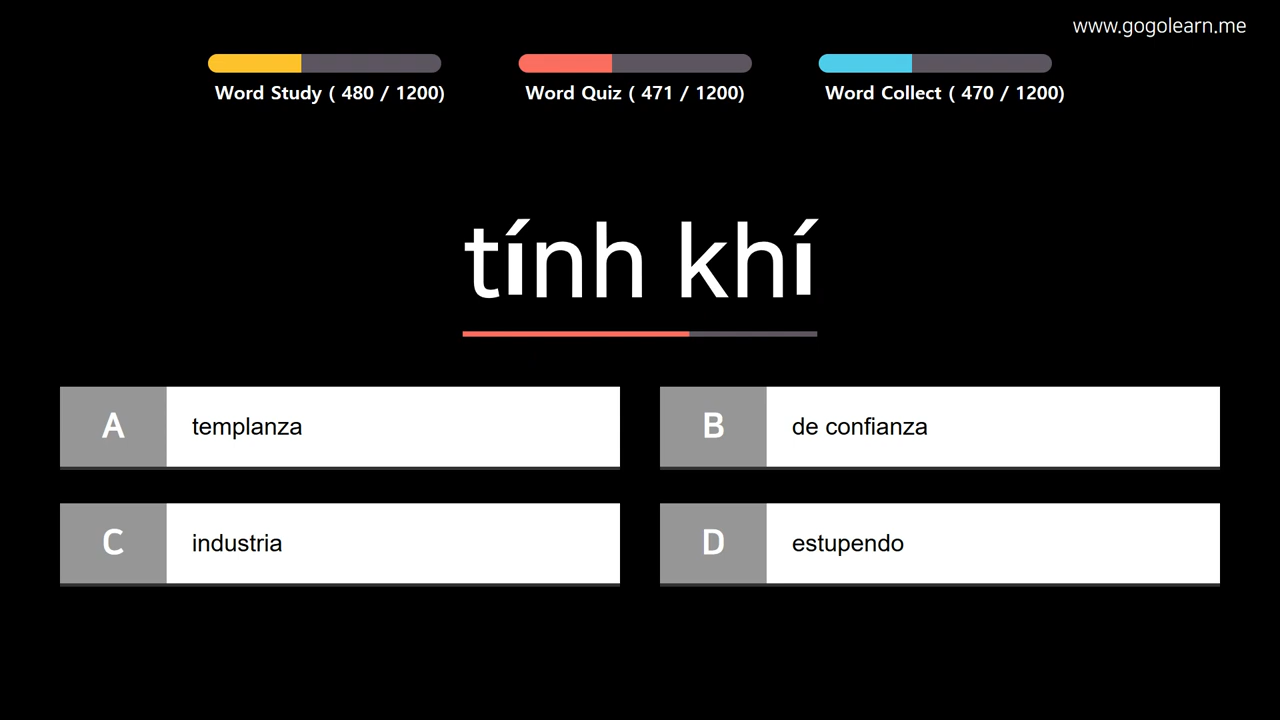 www.gogolearn.me
Word Study ( 480 / 1200)
Word Quiz ( 471 / 1200)
Word Collect ( 470 / 1200)
tính khí
A templanza
B de confianza
C industria
D estupendo